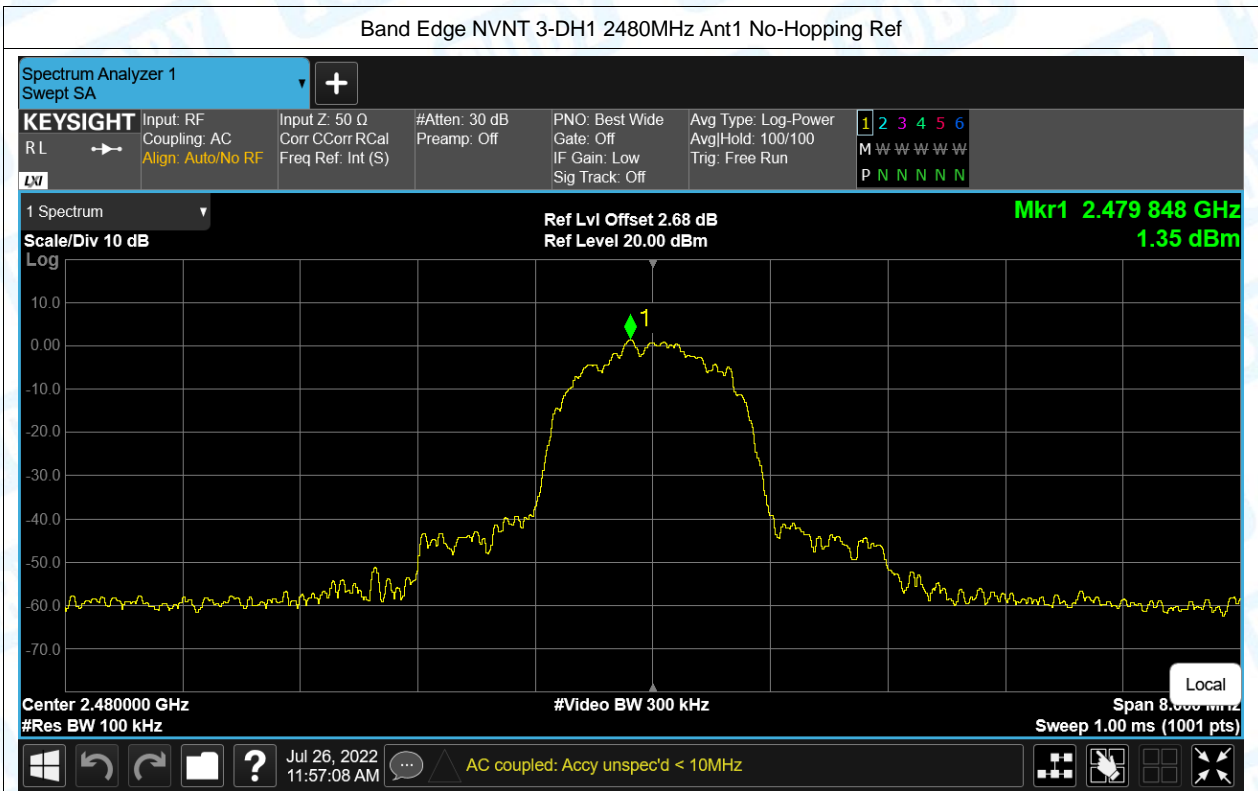 Band Edge NVNT 3-DH1 2480MHz Ant1 No-Hopping Ref
Spectrum Analyzer 1
Swept SA
KEYSIGHT
R L
LXI
Input: RF
Coupling: AC
Align: Auto/No RF
Input Z: 50 Ω
Corr CCorr RCal
Freq Ref: Int (S)
#Atten: 30 dB
Preamp: Off
PNO: Best Wide
Gate: Off
IF Gain: Low
Sig Track: Off
Avg Type: Log-Power
Avg|Hold: 100/100
Trig: Free Run
1 2 3 4 5 6
M W W W W W
P N N N N N
1 Spectrum
Scale/Div 10 dB
Ref Lvl Offset 2.68 dB
Ref Level 20.00 dBm
Mkr1 2.479 848 GHz
1.35 dBm
Log
10.0
0.00
-10.0
-20.0
-30.0
-40.0
-50.0
-60.0
-70.0
1
Local
Center 2.480000 GHz
#Res BW 100 kHz
#Video BW 300 kHz
Span 8.000 MHz
Sweep 1.00 ms (1001 pts)
?
Jul 26, 2022
11:57:08 AM
AC coupled: Accy unspec'd < 10MHz